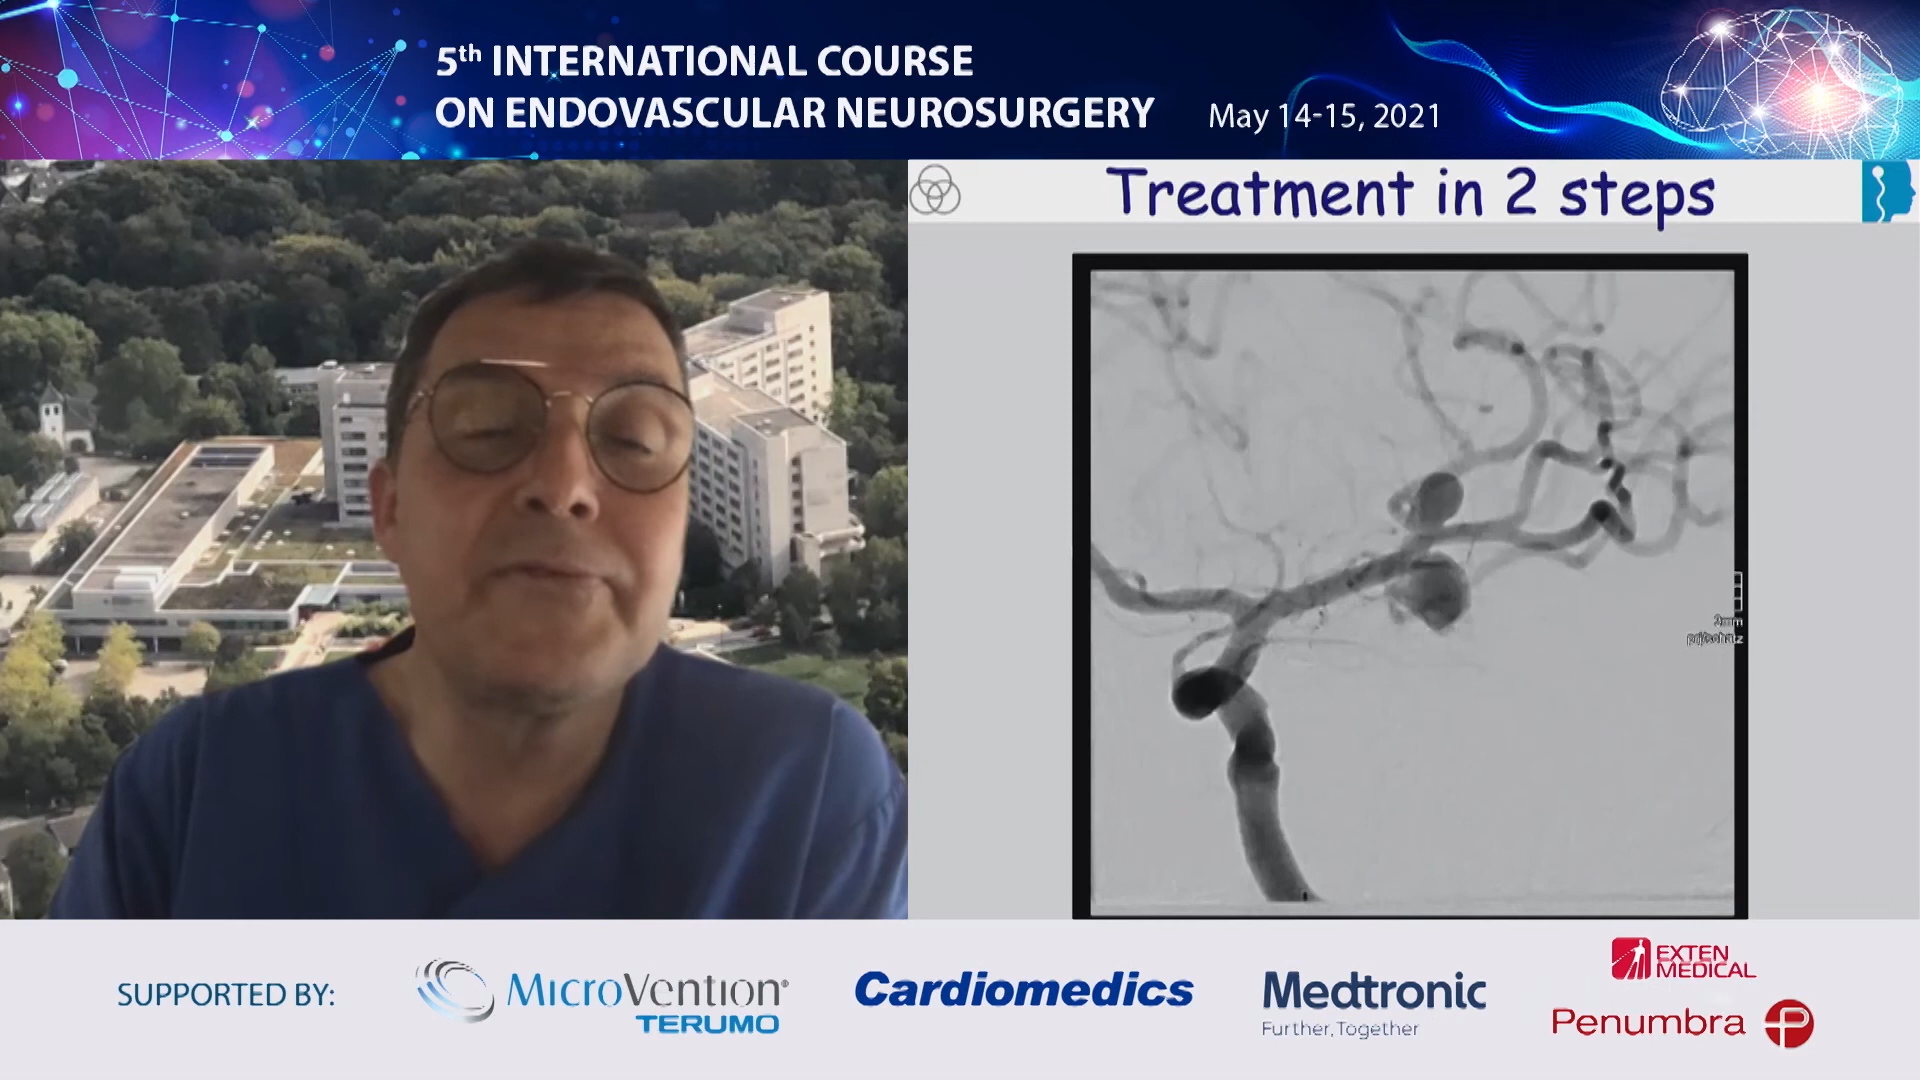 5th INTERNATIONAL COURSE
ON ENDOVASCULAR NEUROSURGERY May 14-15, 2021
Treatment in 2 steps
2mm
SUPPORTED BY:
MicroVention®
TERUMO
Cardiomedics
Medtronic
Further, Together
EXTEN
MEDICAL
Penumbra P